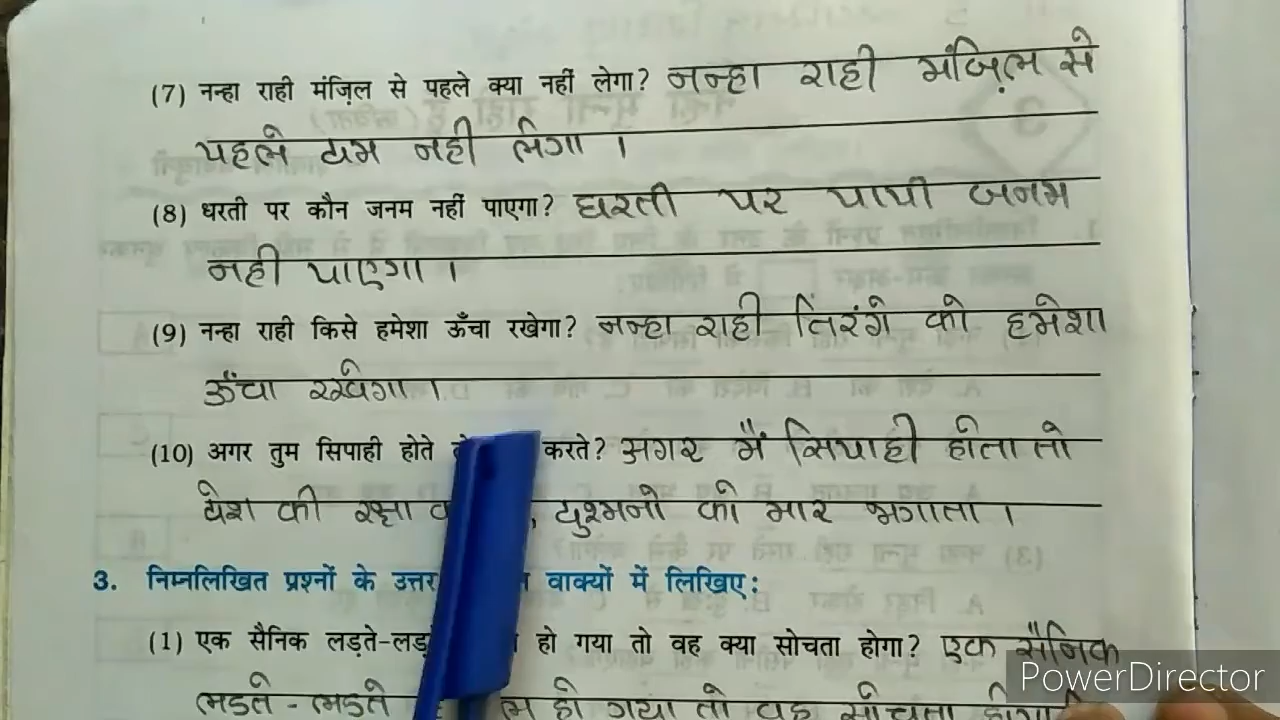 (7) नन्हा राही मंज़िल से पहले क्या नहीं लेगा? नन्हा राही मंज़िल से
पहले दम नही लेगा ।
(8) धरती पर कौन जनम नहीं पाएगा? धरती पर पापी जनम
नही पाएगा ।
(9) नन्हा राही किसे हमेशा ऊँचा रखेगा? नन्हा राही तिरंगे को हमेशा
ऊँचा रखेगा ।
(10) अगर तुम सिपाही होते करते? अगर मैं सिपाही होता तो
देश की रक्षा , दुश्मनो को मार भगाता ।
3. निम्नलिखित प्रश्नों के उत्तर वाक्यों में लिखिए:
(1) एक सैनिक लड़ते-लड़ हो गया तो वह क्या सोचता होगा? एक सैनिक
लडते - लडते हो गया तो वह सोचता होगा
PowerDirector